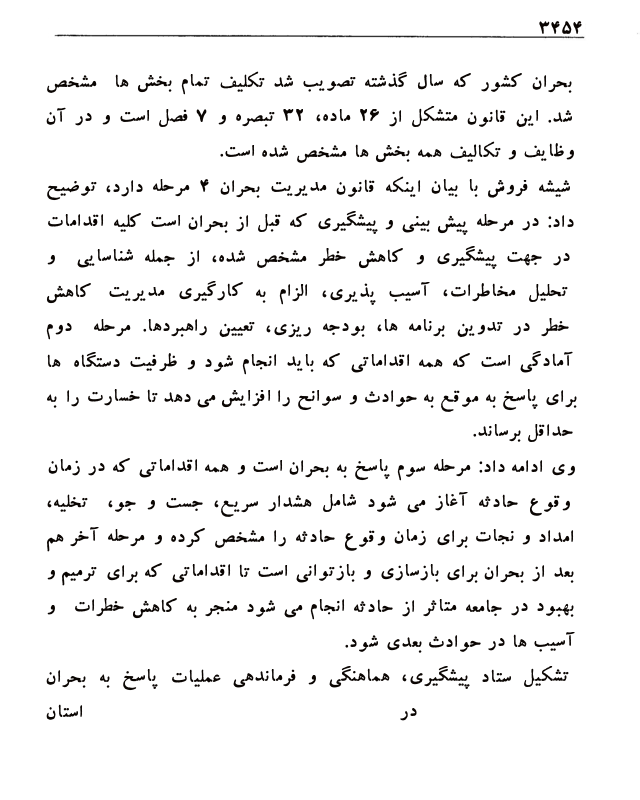 ۳۴۵۴
بحران کشور که سال گذشته تصویب شد تکلیف تمام بخش ها مشخص
شد. این قانون متشکل از ۲۶ ماده، ۳۲ تبصره و ۷ فصل است و در آن
وظایف و تکالیف همه بخش ها مشخص شده است.
شیشه فروش با بیان اینکه قانون مدیریت بحران ۴ مرحله دارد، توضیح
داد: در مرحله پیش بینی و پیشگیری که قبل از بحران است کلیه اقدامات
در جهت پیشگیری و کاهش خطر مشخص شده، از جمله شناسایی و
تحلیل مخاطرات، آسیب پذیری، الزام به کارگیری مدیریت کاهش
خطر در تدوین برنامه ها، بودجه ریزی، تعیین راهبردها. مرحله دوم
آمادگی است که همه اقداماتی که باید انجام شود و ظرفیت دستگاه ها
برای پاسخ به موقع به حوادث و سوانح را افزایش می دهد تا خسارت را به
حداقل برساند.
وی ادامه داد: مرحله سوم پاسخ به بحران است و همه اقداماتی که در زمان
وقوع حادثه آغاز می شود شامل هشدار سریع، جست و جو، تخلیه،
امداد و نجات برای زمان وقوع حادثه را مشخص کرده و مرحله آخر هم
بعد از بحران برای بازسازی و بازتوانی است تا اقداماتی که برای ترمیم و
بهبود در جامعه متاثر از حادثه انجام می شود منجر به کاهش خطرات و
آسیب ها در حوادث بعدی شود.
تشکیل ستاد پیشگیری، هماهنگی و فرماندهی عملیات پاسخ به بحران
در استان